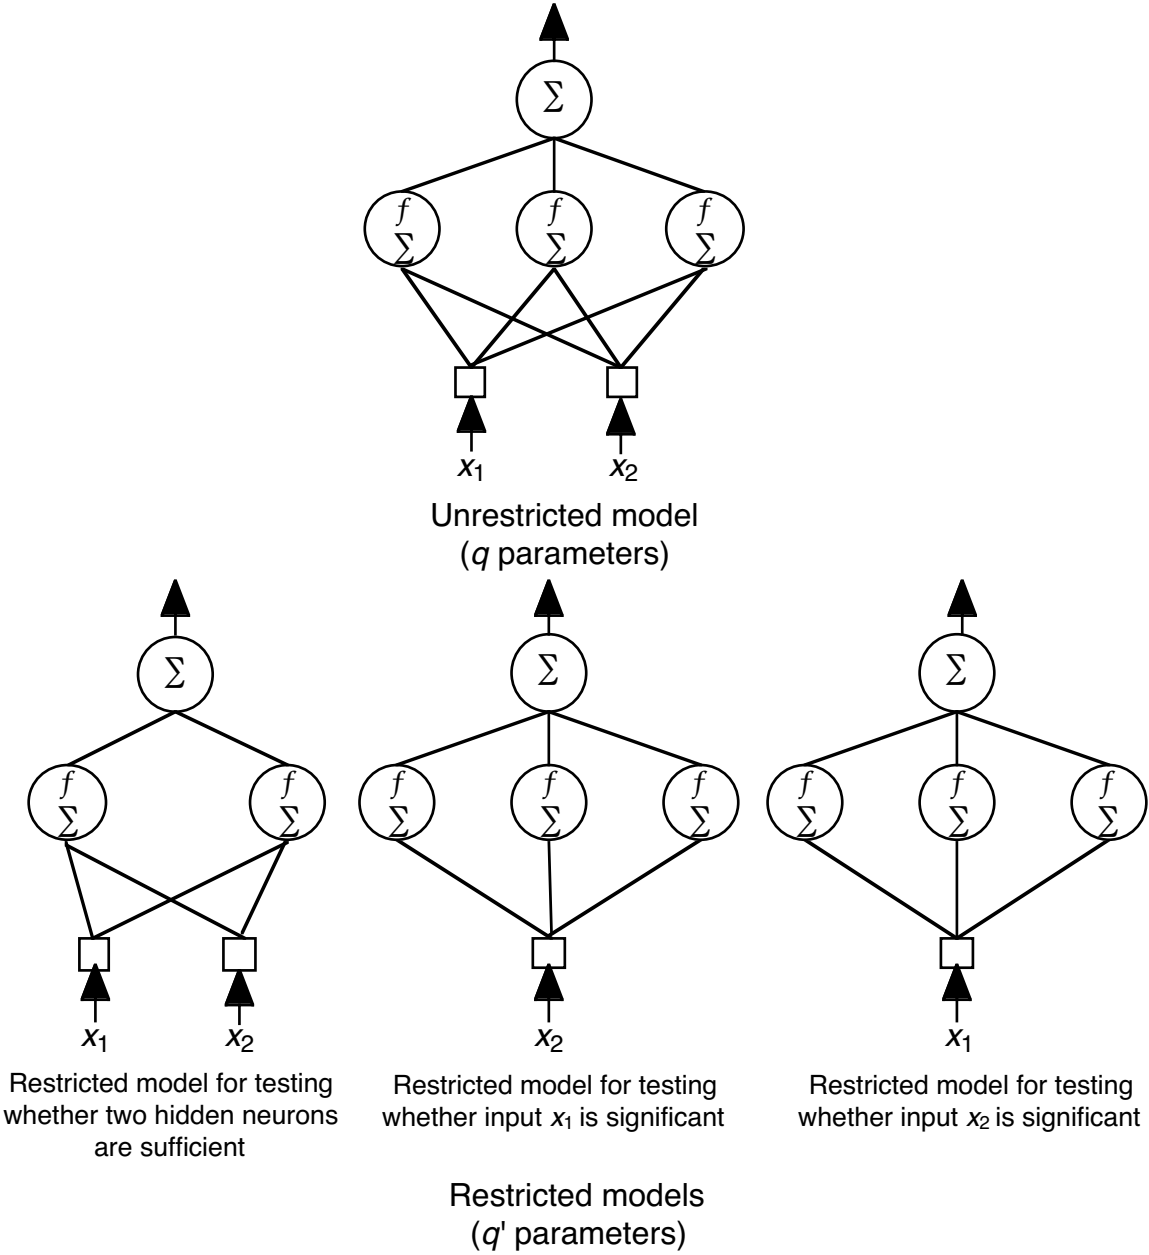 Σ
f f f
Σ Σ Σ
x₁ x₂
Unrestricted model
(q parameters)
Σ Σ Σ
f f f f f f f f
Σ Σ Σ Σ Σ Σ Σ Σ
x₁ x₂ x₂ x₁
Restricted model for testing
whether two hidden neurons
are sufficient
Restricted model for testing
whether input x₁ is significant
Restricted model for testing
whether input x₂ is significant
Restricted models
(q' parameters)